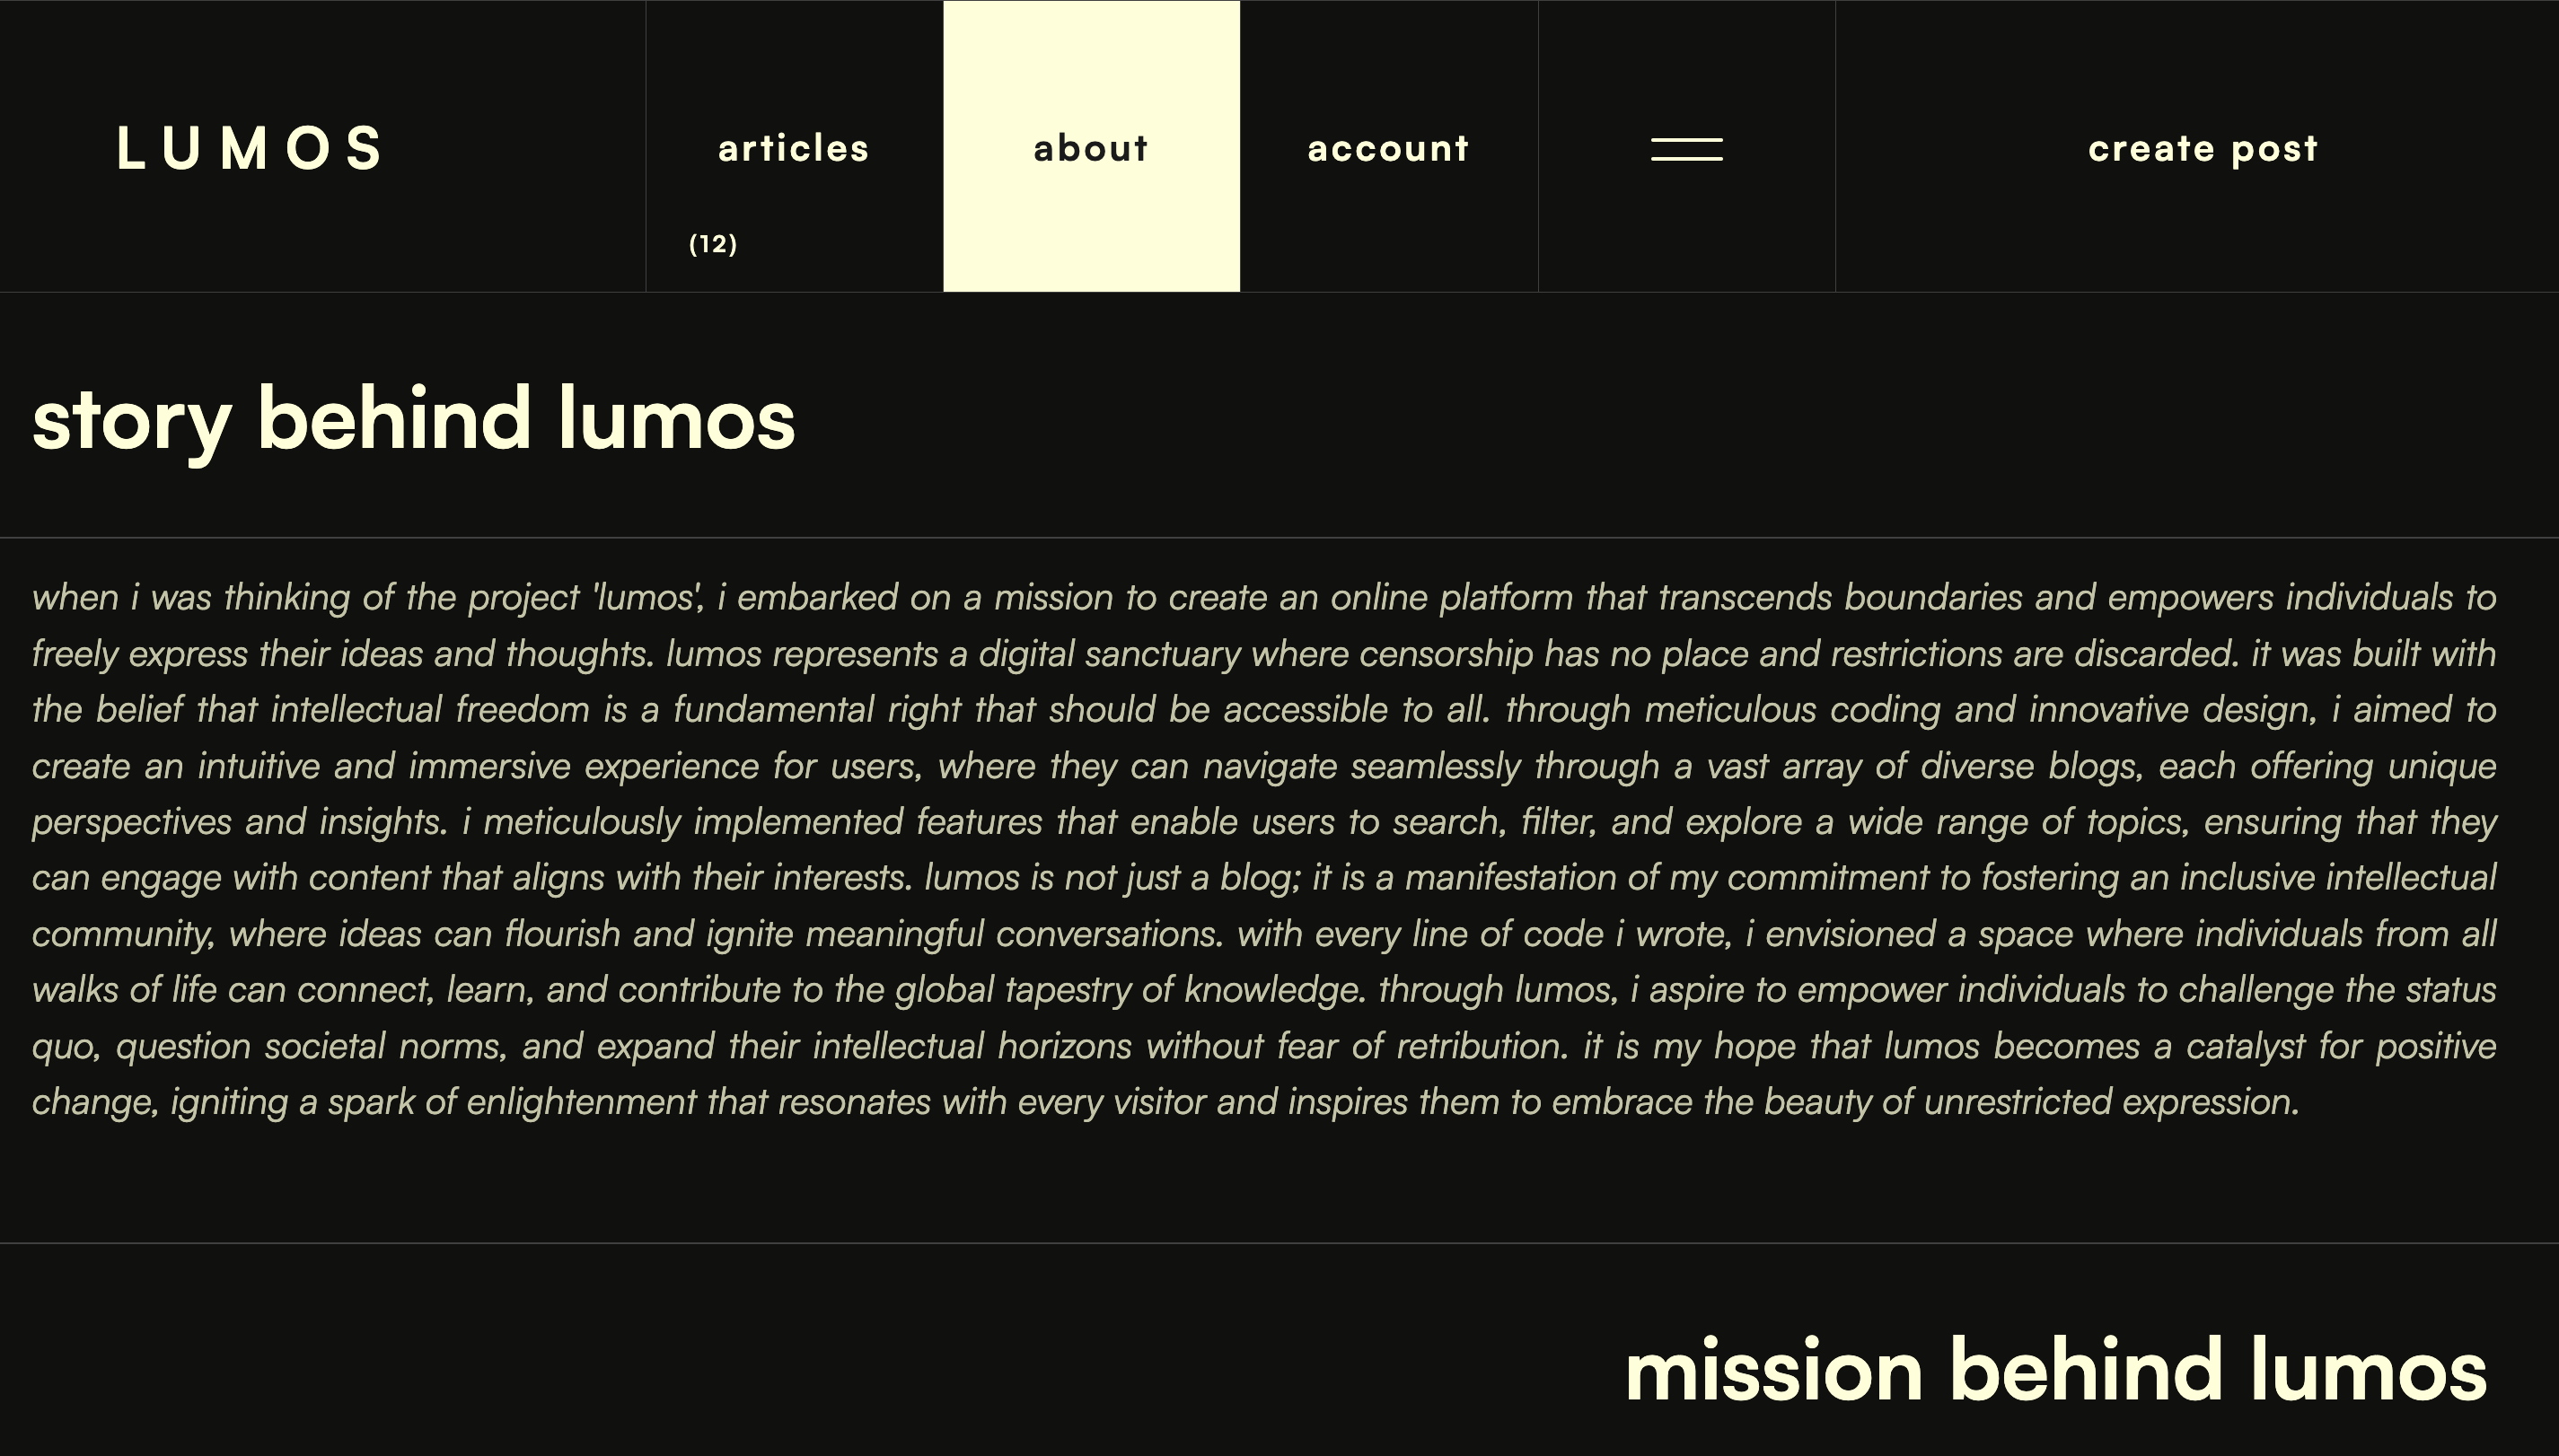 LUMOS
articles
(12)
about
account
create post
story behind lumos
when i was thinking of the project 'lumos', i embarked on a mission to create an online platform that transcends boundaries and empowers individuals to
freely express their ideas and thoughts. lumos represents a digital sanctuary where censorship has no place and restrictions are discarded. it was built with
the belief that intellectual freedom is a fundamental right that should be accessible to all. through meticulous coding and innovative design, i aimed to
create an intuitive and immersive experience for users, where they can navigate seamlessly through a vast array of diverse blogs, each offering unique
perspectives and insights. i meticulously implemented features that enable users to search, filter, and explore a wide range of topics, ensuring that they
can engage with content that aligns with their interests. lumos is not just a blog; it is a manifestation of my commitment to fostering an inclusive intellectual
community, where ideas can flourish and ignite meaningful conversations. with every line of code i wrote, i envisioned a space where individuals from all
walks of life can connect, learn, and contribute to the global tapestry of knowledge. through lumos, i aspire to empower individuals to challenge the status
quo, question societal norms, and expand their intellectual horizons without fear of retribution. it is my hope that lumos becomes a catalyst for positive
change, igniting a spark of enlightenment that resonates with every visitor and inspires them to embrace the beauty of unrestricted expression.
mission behind lumos